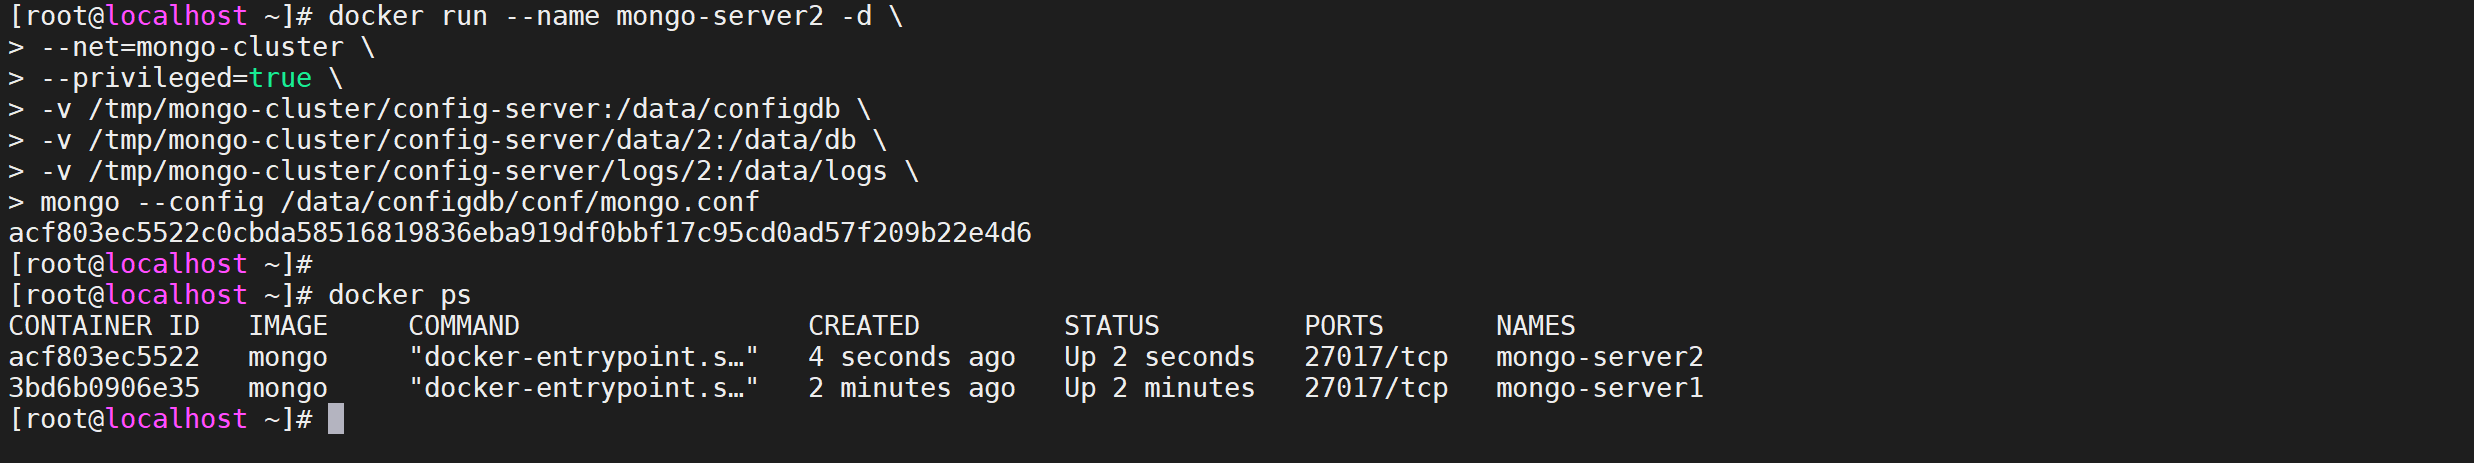 [root@localhost ~]# docker run --name mongo-server2 -d \
> --net=mongo-cluster \
> --privileged=true \
> -v /tmp/mongo-cluster/config-server:/data/configdb \
> -v /tmp/mongo-cluster/config-server/data/2:/data/db \
> -v /tmp/mongo-cluster/config-server/logs/2:/data/logs \
> mongo --config /data/configdb/conf/mongo.conf
acf803ec5522c0cbda58516819836eba919df0bbf17c95cd0ad57f209b22e4d6
[root@localhost ~]#
[root@localhost ~]# docker ps
CONTAINER ID   IMAGE     COMMAND                  CREATED         STATUS         PORTS       NAMES
acf803ec5522   mongo     "docker-entrypoint.s…"   4 seconds ago   Up 2 seconds   27017/tcp   mongo-server2
3bd6b0906e35   mongo     "docker-entrypoint.s…"   2 minutes ago   Up 2 minutes   27017/tcp   mongo-server1
[root@localhost ~]#